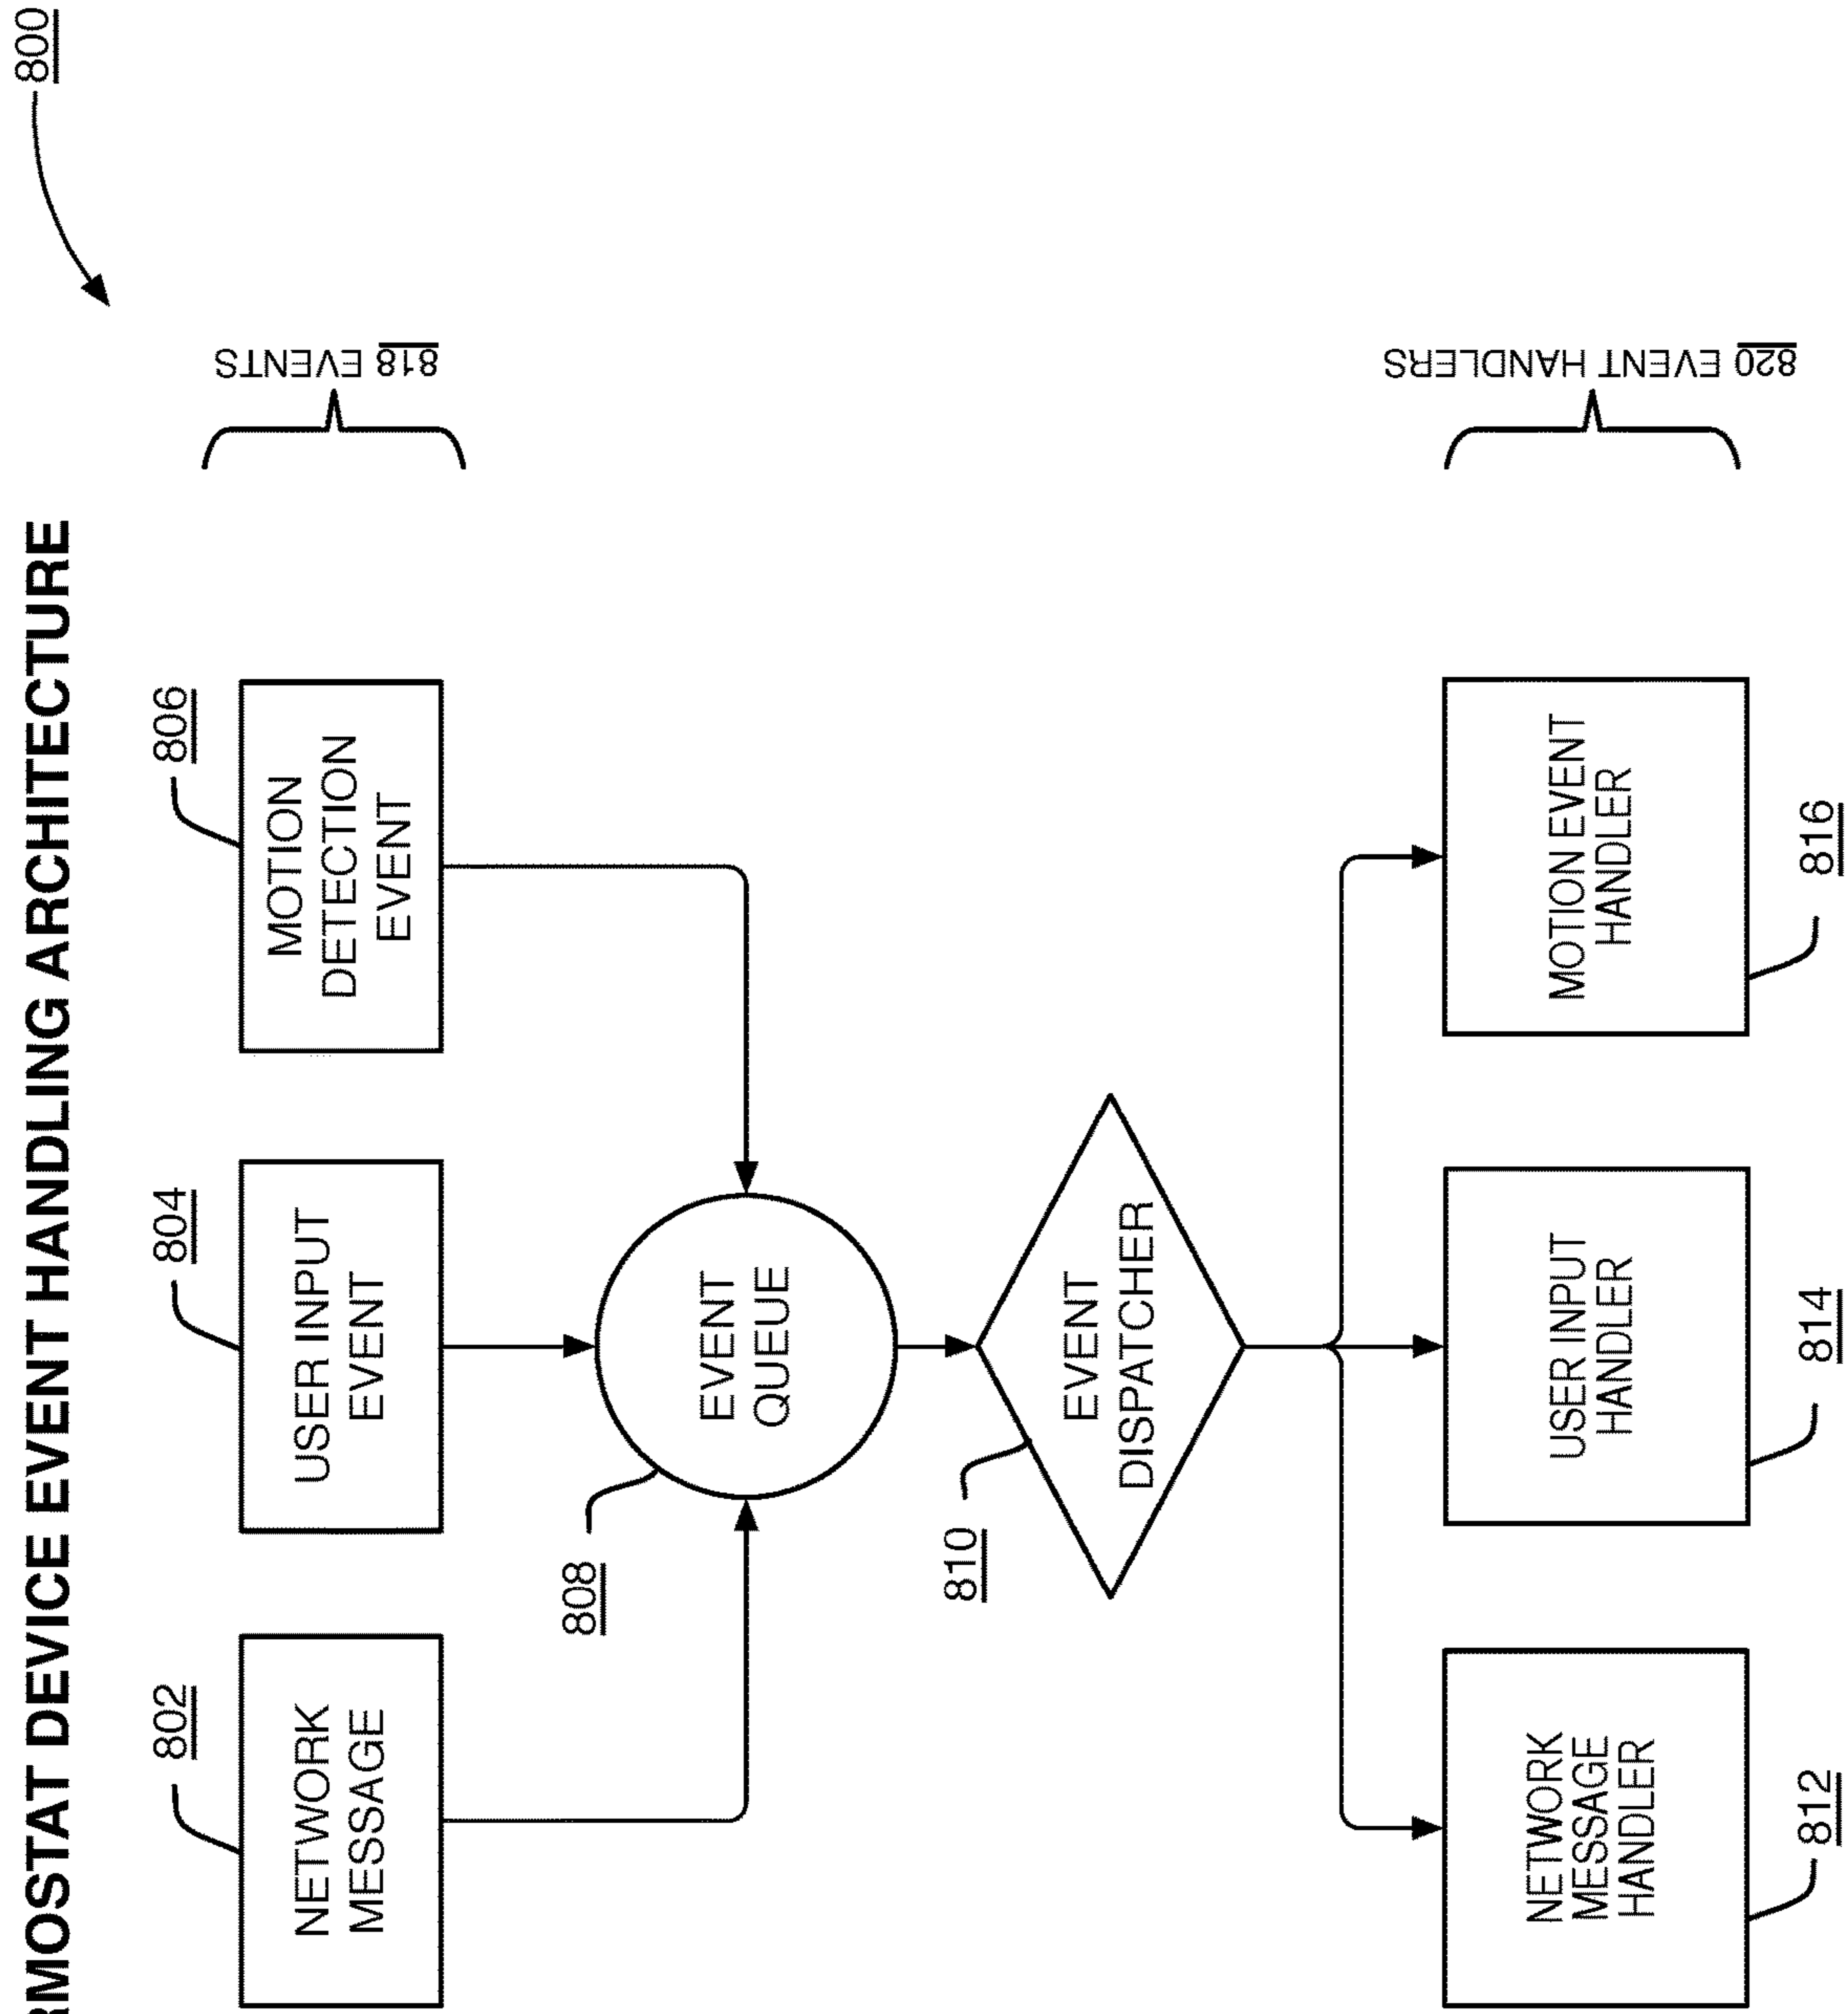 RMOSTAT DEVICE EVENT HANDLING ARCHITECTURE
800
802
NETWORK
MESSAGE
804
USER INPUT
EVENT
806
MOTION
DETECTION
EVENT
818 EVENTS
808
EVENT
QUEUE
810
EVENT
DISPATCHER
NETWORK
MESSAGE
HANDLER
812
USER INPUT
HANDLER
814
MOTION EVENT
HANDLER
816
820 EVENT HANDLERS